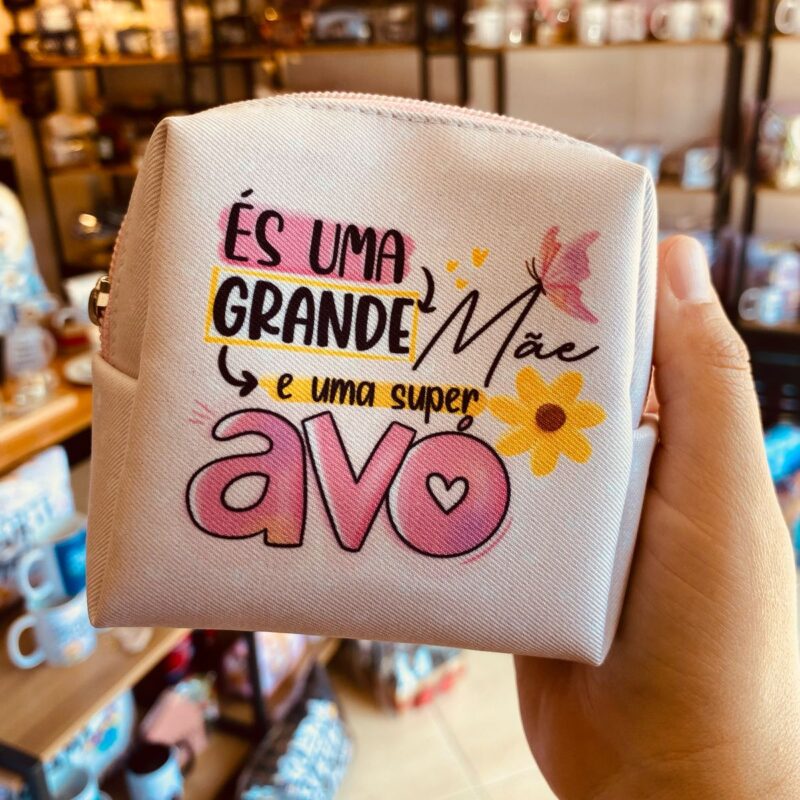 És UMA
GRANDE
Mãe
e uma super
avó